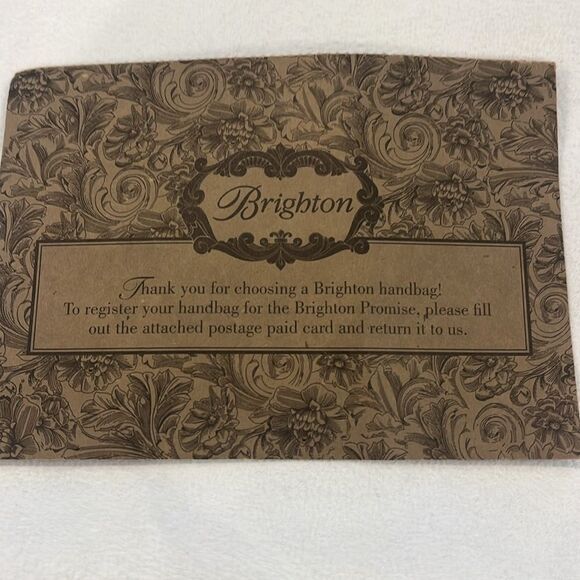 Brighton
Thank you for choosing a Brighton handbag!
To register your handbag for the Brighton Promise, please fill
out the attached postage paid card and return it to us.